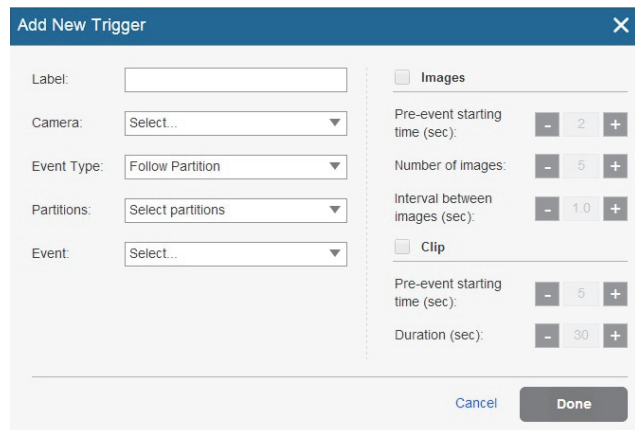 Add New Trigger
Label:
Camera:
Select...
Event Type:
Follow Partition
Partitions:
Select partitions
Event:
Select...
Images
Pre-event starting
time (sec):
- 2 +
Number of images:
- 5 +
Interval between
images (sec):
- 1.0 +
Clip
Pre-event starting
time (sec):
- 5 +
Duration (sec):
- 30 +
Cancel
Done